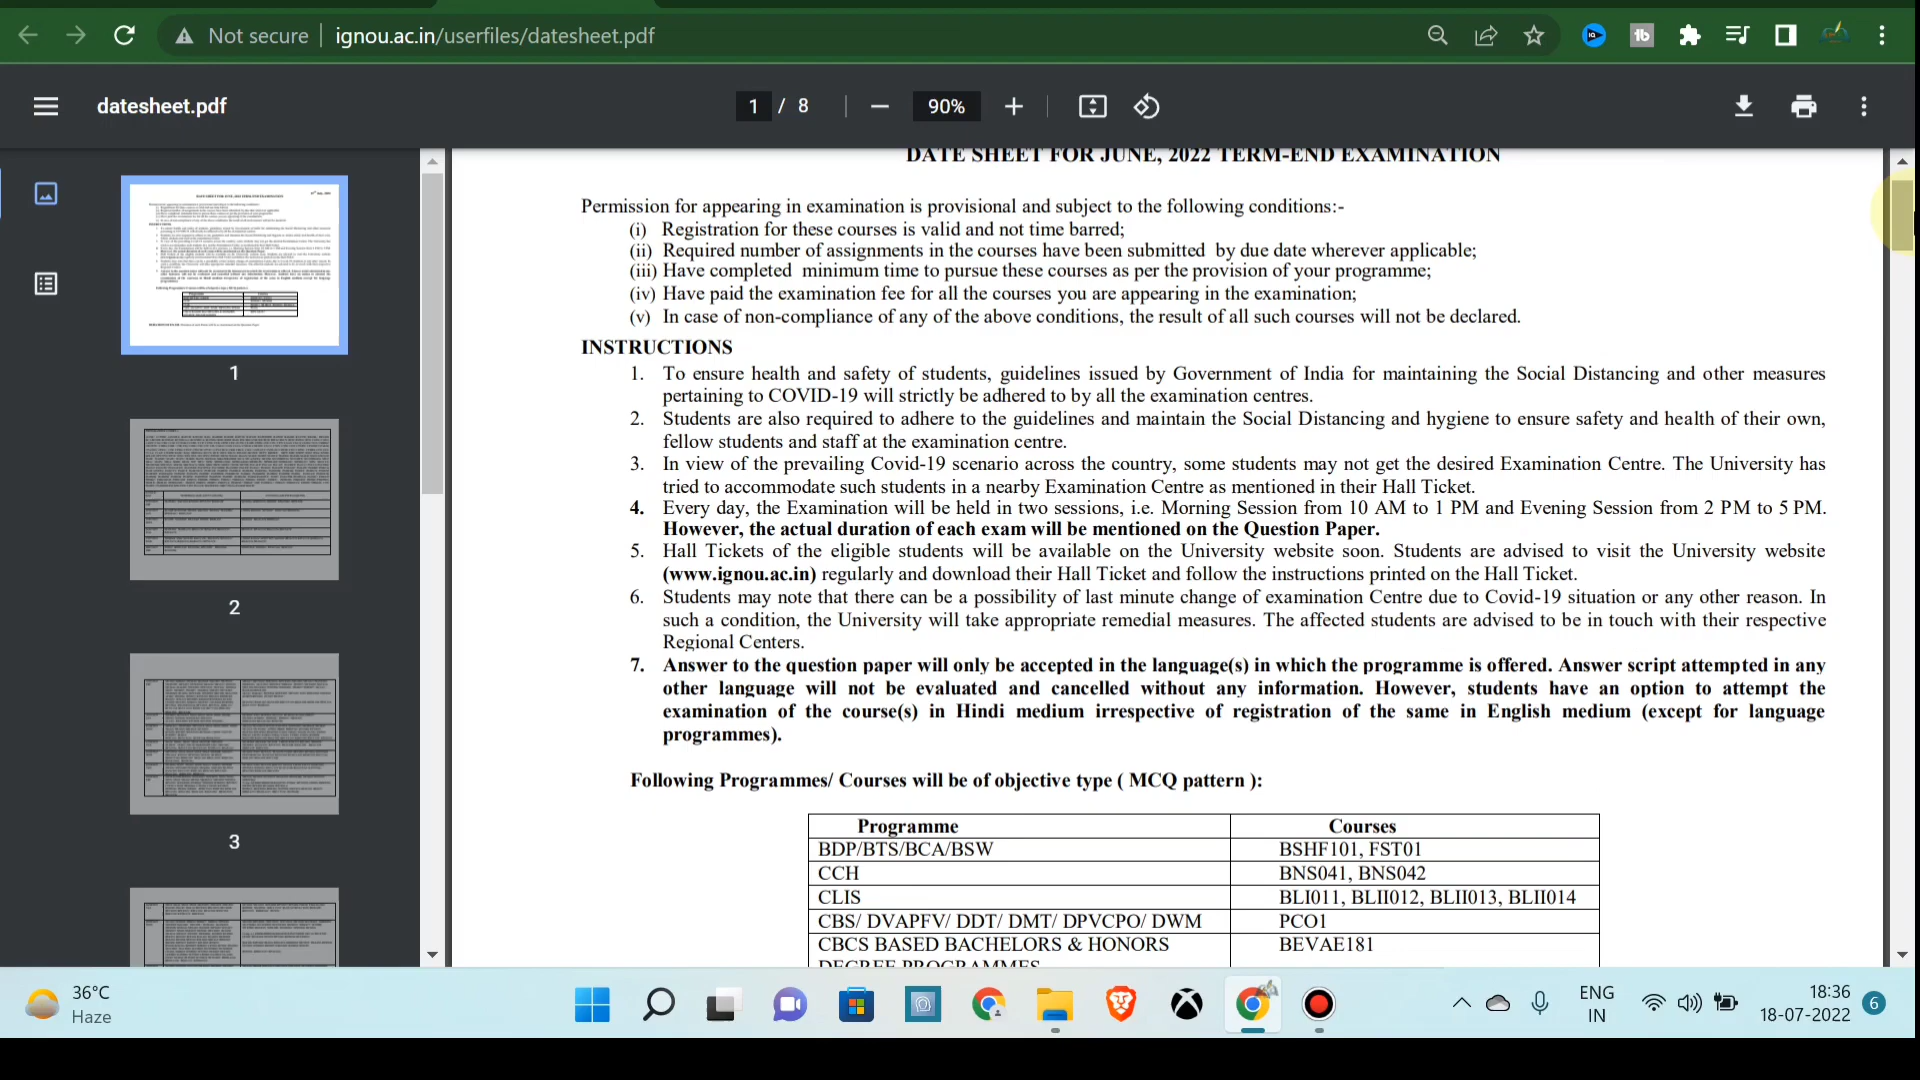 Not secure
ignou.ac.in/userfiles/datesheet.pdf
datesheet.pdf
1 / 8
90%
DATE SHEET FOR JUNE, 2022 TERM-END EXAMINATION
Permission for appearing in examination is provisional and subject to the following conditions:-
(i) Registration for these courses is valid and not time barred;
(ii) Required number of assignments in the courses have been submitted by due date wherever applicable;
(iii) Have completed minimum time to pursue these courses as per the provision of your programme;
(iv) Have paid the examination fee for all the courses you are appearing in the examination;
(v) In case of non-compliance of any of the above conditions, the result of all such courses will not be declared.
INSTRUCTIONS
1. To ensure health and safety of students, guidelines issued by Government of India for maintaining the Social Distancing and other measures
pertaining to COVID-19 will strictly be adhered to by all the examination centres.
2. Students are also required to adhere to the guidelines and maintain the Social Distancing and hygiene to ensure safety and health of their own,
fellow students and staff at the examination centre.
3. In view of the prevailing Covid-19 scenario across the country, some students may not get the desired Examination Centre. The University has
tried to accommodate such students in a nearby Examination Centre as mentioned in their Hall Ticket.
4. Every day, the Examination will be held in two sessions, i.e. Morning Session from 10 AM to 1 PM and Evening Session from 2 PM to 5 PM.
However, the actual duration of each exam will be mentioned on the Question Paper.
5. Hall Tickets of the eligible students will be available on the University website soon. Students are advised to visit the University website
(www.ignou.ac.in) regularly and download their Hall Ticket and follow the instructions printed on the Hall Ticket.
6. Students may note that there can be a possibility of last minute change of examination Centre due to Covid-19 situation or any other reason. In
such a condition, the University will take appropriate remedial measures. The affected students are advised to be in touch with their respective
Regional Centers.
7. Answer to the question paper will only be accepted in the language(s) in which the programme is offered. Answer script attempted in any
other language will not be evaluated and cancelled without any information. However, students have an option to attempt the
examination of the course(s) in Hindi medium irrespective of registration of the same in English medium (except for language
programmes).
Following Programmes/ Courses will be of objective type ( MCQ pattern ):
Programme Courses
BDP/BTS/BCA/BSW BSHF101, FST01
CCH BNS041, BNS042
CLIS BLI011, BLII012, BLII013, BLII014
CBS/ DVAPFV/ DDT/ DMT/ DPVCPO/ DWM PCO1
CBCS BASED BACHELORS & HONORS BEVAE181
DEGREE PROGRAMMES
1
2
3
36°C
Haze
ENG
IN
18:36
18-07-2022
6